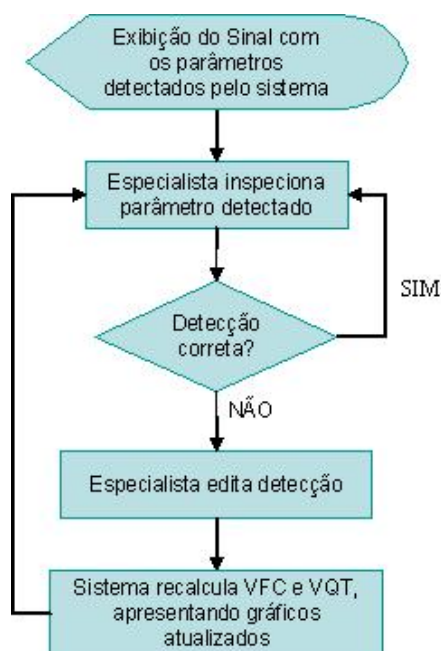 Exibição do Sinal com
os parâmetros
detectados pelo sistema
Especialista inspeciona
parâmetro detectado
SIM
Detecção
correta?
NÃO
Especialista edita detecção
Sistema recalcula VFC e VQT,
apresentando gráficos
atualizados